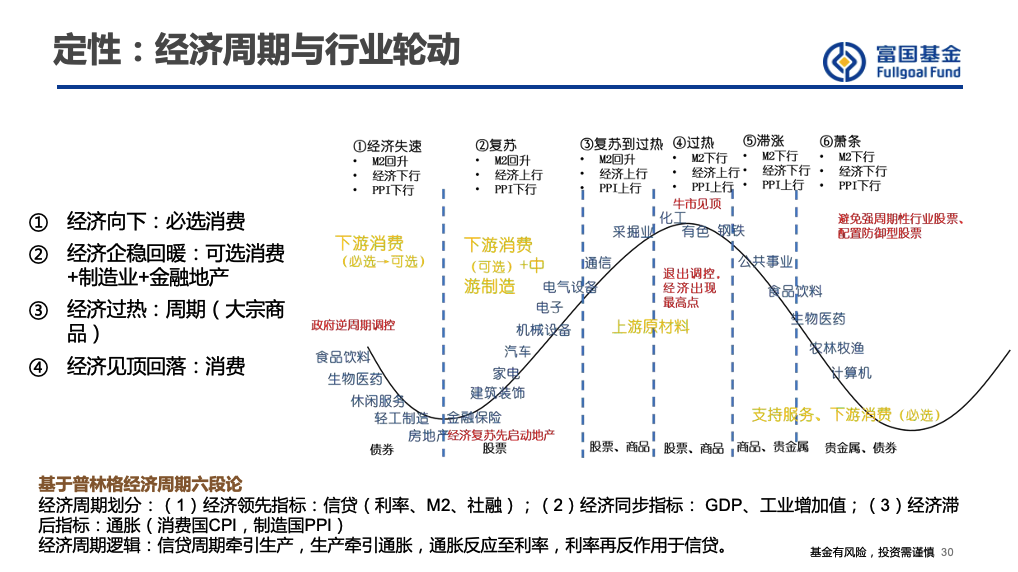 定性：经济周期与行业轮动
富国基金
Fullgoal Fund
① 经济向下：必选消费
② 经济企稳回暖：可选消费
+制造业+金融地产
③ 经济过热：周期（大宗商
品）
④ 经济见顶回落：消费
①经济失速
• M2回升
• 经济下行
• PPI下行
②复苏
• M2回升
• 经济上行
• PPI下行
③复苏到过热
• M2回升
• 经济上行
• PPI上行
④过热
• M2下行
• 经济上行
• PPI上行
⑤滞涨
• M2下行
• 经济下行
• PPI上行
⑥萧条
• M2下行
• 经济下行
• PPI下行
牛市见顶
避免强周期性行业股票、
配置防御型股票
下游消费
（必选→可选）
下游消费
（可选）+中
游制造
政府逆周期调控
食品饮料
生物医药
休闲服务
轻工制造
房地产
金融保险
经济复苏先启动地产
建筑装饰
家电
汽车
机械设备
电子
电气设备
通信
采掘业
化工
有色
钢铁
退出调控，
经济出现
最高点
上游原材料
公共事业
食品饮料
生物医药
农林牧渔
计算机
支持服务、下游消费（必选）
债券
股票
股票、商品
股票、商品
商品、贵金属
贵金属、债券
基于普林格经济周期六段论
经济周期划分：（1）经济领先指标：信贷（利率、M2、社融）；（2）经济同步指标： GDP、工业增加值；（3）经济滞
后指标：通胀（消费国CPI，制造国PPI）
经济周期逻辑：信贷周期牵引生产，生产牵引通胀，通胀反应至利率，利率再反作用于信贷。
基金有风险，投资需谨慎 30